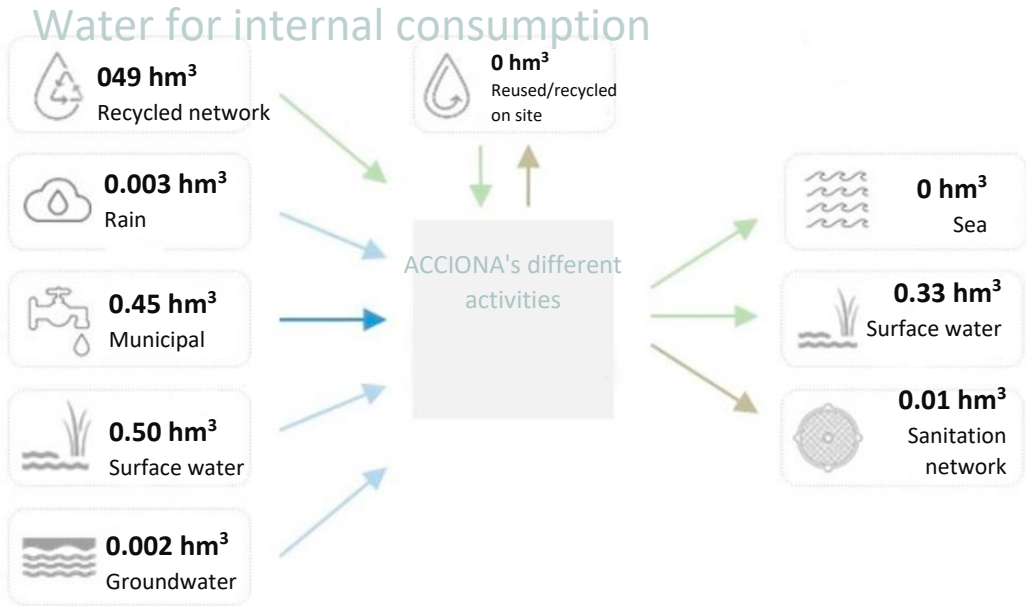 Water for internal consumption
049 hm³
Recycled network
0 hm³
Reused/recycled
on site
0.003 hm³
Rain
0.45 hm³
Municipal
0.50 hm³
Surface water
0.002 hm³
Groundwater
ACCIONA's different
activities
0 hm³
Sea
0.33 hm³
Surface water
0.01 hm³
Sanitation
network